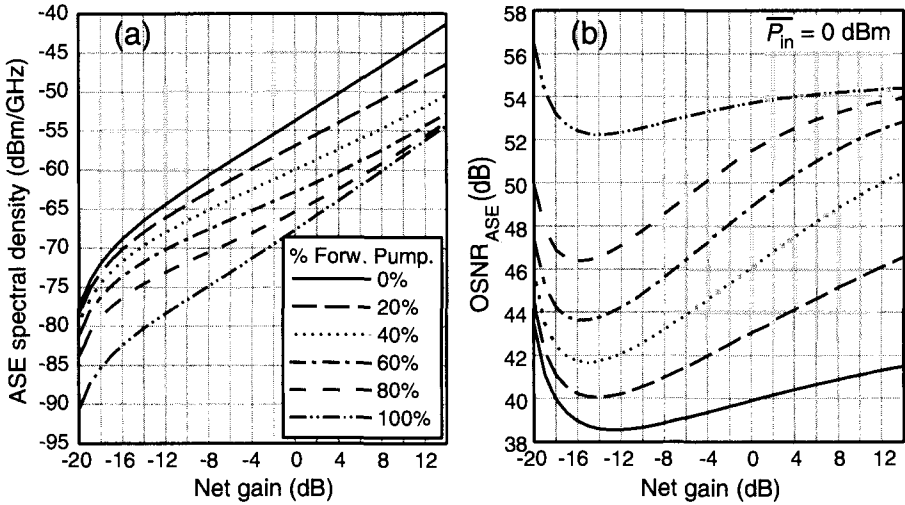 (a)
ASE spectral density (dBm/GHz)
-40
-45
-50
-55
-60
-65
-70
-75
-80
-85
-90
-95
-20 -16 -12 -8 -4 0 4 8 12
Net gain (dB)
% Forw. Pump.
0%
20%
40%
60%
80%
100%
(b)
P̅in = 0 dBm
OSNR ASE (dB)
58
56
54
52
50
48
46
44
42
40
38
-20 -16 -12 -8 -4 0 4 8 12
Net gain (dB)